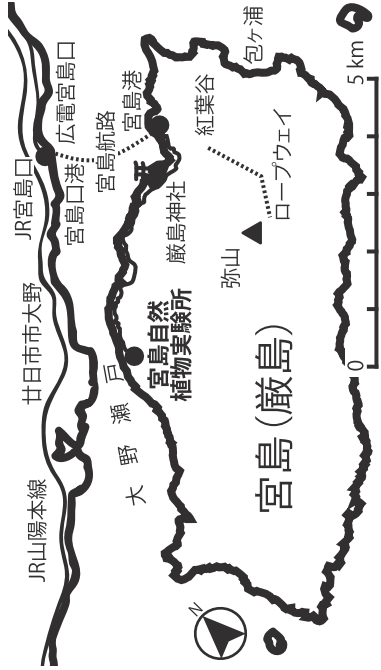 JR山陽本線
廿日市市大野
JR宮島口
広電宮島口
宮島口港
宮島航路
宮島港
紅葉谷
包ヶ浦
厳島神社
ロープウェイ
弥山
大野瀬戸
宮島自然
植物実験所
宮島(厳島)
N
0
5 km